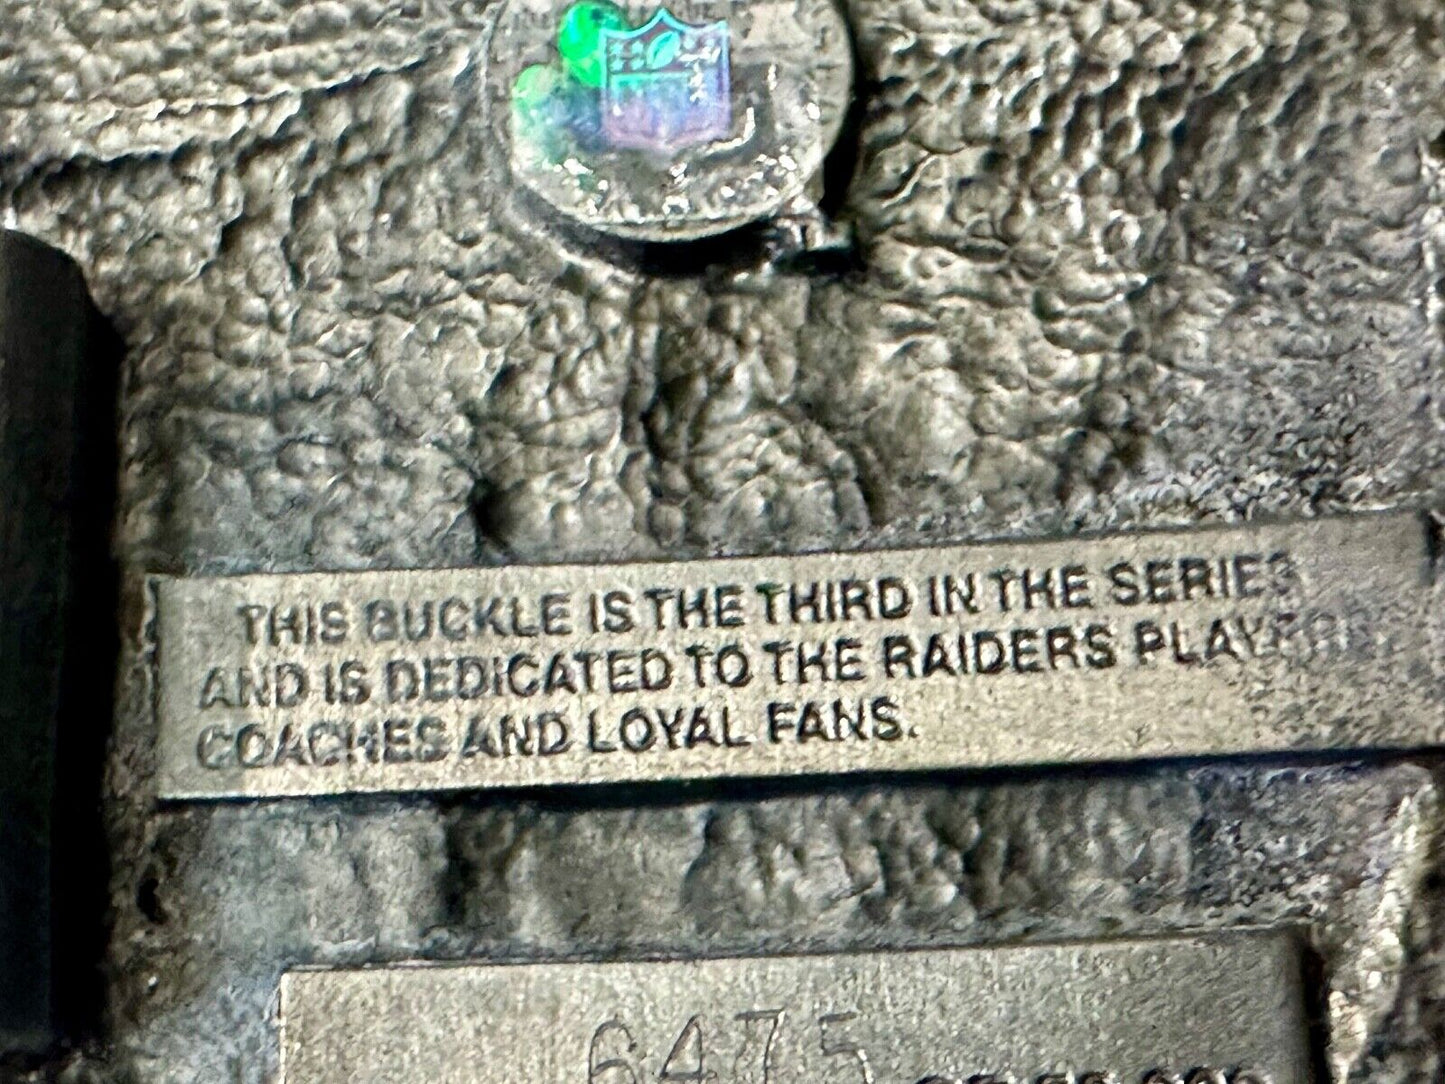 THIS BUCKLE IS THE THIRD IN THE SERIES
AND IS DEDICATED TO THE RAIDERS PLAYERS
COACHES AND LOYAL FANS.
6475